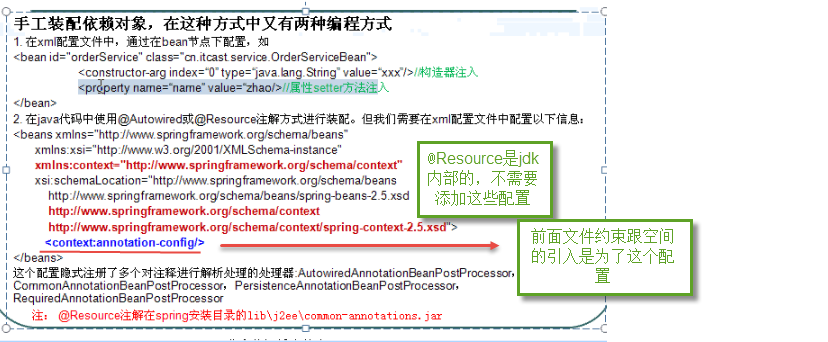 手工装配依赖对象，在这种方式中又有两种编程方式
1. 在xml配置文件中，通过在bean节点下配置，如
<bean id="orderService" class="cn.itcast.service.OrderServiceBean">
<constructor-arg index="0" type="java.lang.String" value="xxx"/>//构造器注入
<property name="name" value="zhao/>//属性setter方法注入
</bean>
2. 在java代码中使用@Autowired或@Resource注解方式进行装配。但我们需要在xml配置文件中配置以下信息：
<beans xmlns="http://www.springframework.org/schema/beans"
xmlns:xsi="http://www.w3.org/2001/XMLSchema-instance"
xmlns:context="http://www.springframework.org/schema/context"
xsi:schemaLocation="http://www.springframework.org/schema/beans
http://www.springframework.org/schema/beans/spring-beans-2.5.xsd
http://www.springframework.org/schema/context
http://www.springframework.org/schema/context/spring-context-2.5.xsd">
<context:annotation-config/>
</beans>
这个配置隐式注册了多个对注释进行解析处理的处理器:AutowiredAnnotationBeanPostProcessor,
CommonAnnotationBeanPostProcessor, PersistenceAnnotationBeanPostProcessor,
RequiredAnnotationBeanPostProcessor
注： @Resource注解在spring安装目录的lib\j2ee\common-annotations.jar
@Resource是jdk
内部的，不需要
添加这些配置
前面文件约束跟空间
的引入是为了这个配
置